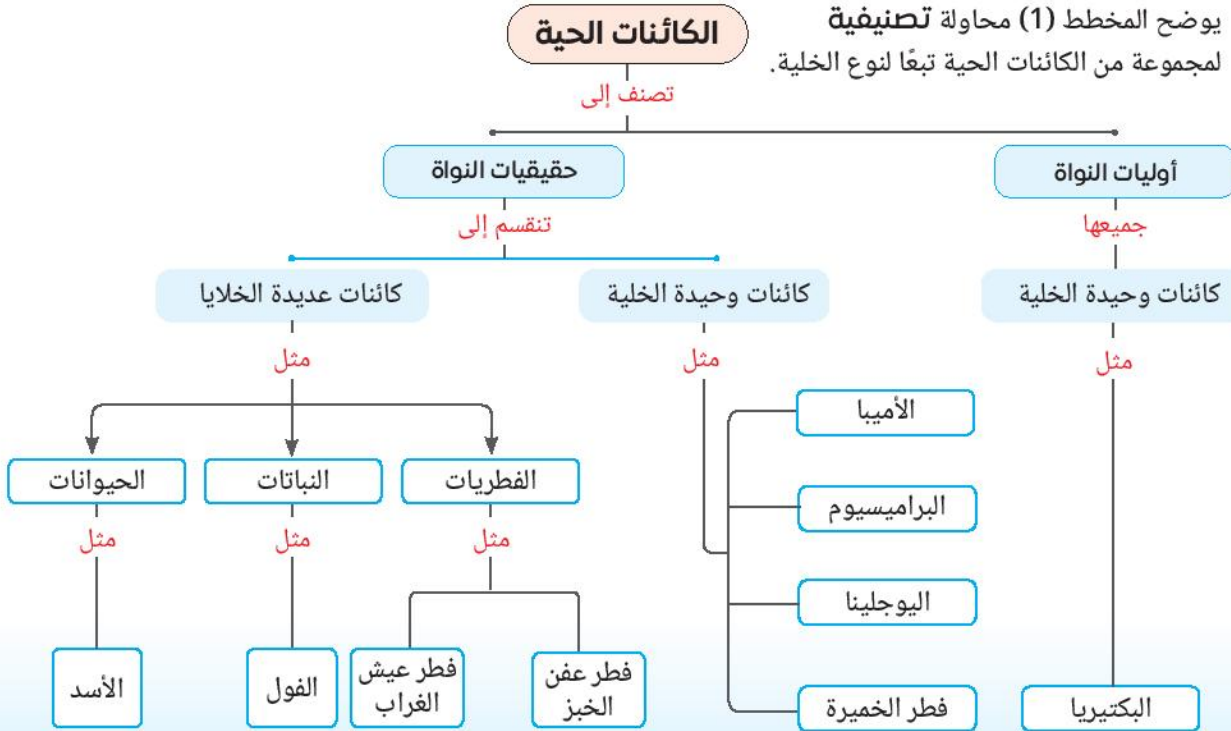 يوضح المخطط (1) محاولة تصنيفية
لمجموعة من الكائنات الحية تبعًا لنوع الخلية.
الكائنات الحية
تصنف إلى
أوليات النواة
حقيقيات النواة
جميعها
تنقسم إلى
كائنات وحيدة الخلية
كائنات وحيدة الخلية
كائنات عديدة الخلايا
مثل
مثل
مثل
الأميبا
البراميسيوم
اليوجلينا
فطر الخميرة
البكتيريا
الفطريات
النباتات
الحيوانات
مثل
مثل
مثل
فطر عفن
الخبز
فطر عيش
الغراب
الفول
الأسد